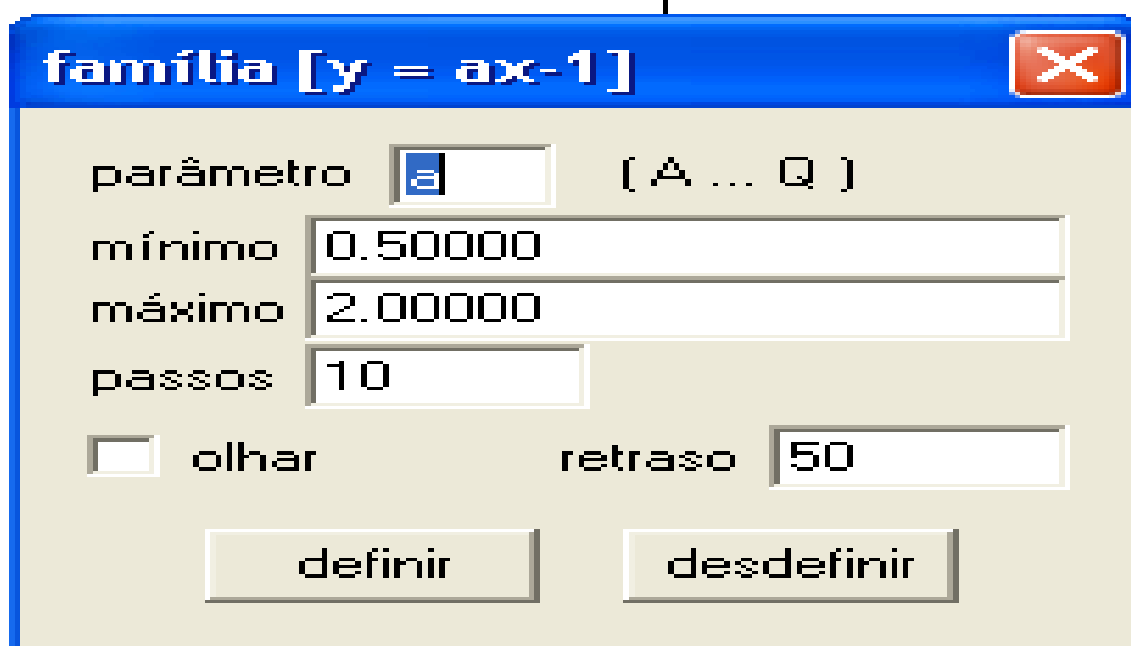 família [y = ax-1]
parâmetro a ( A ... Q )
mínimo 0.50000
máximo 2.00000
passos 10
olhar retraso 50
definir desdefinir